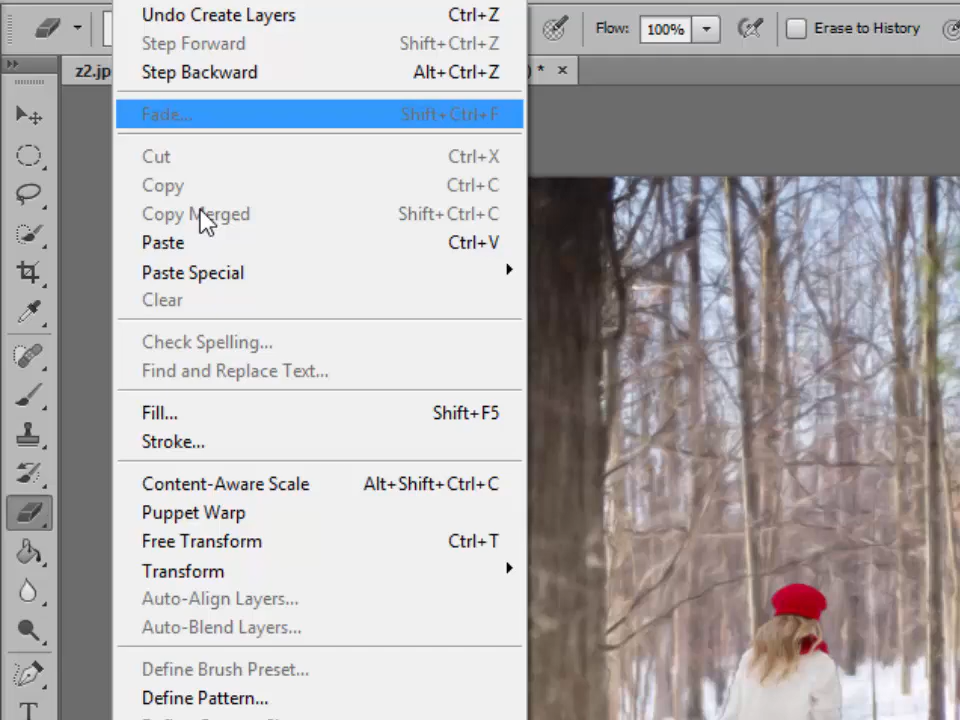 Undo Create Layers Ctrl+Z
Step Forward Shift+Ctrl+Z
Step Backward Alt+Ctrl+Z
Fade... Shift+Ctrl+F
Cut Ctrl+X
Copy Ctrl+C
Copy Merged Shift+Ctrl+C
Paste Ctrl+V
Paste Special
Clear
Check Spelling...
Find and Replace Text...
Fill... Shift+F5
Stroke...
Content-Aware Scale Alt+Shift+Ctrl+C
Puppet Warp
Free Transform Ctrl+T
Transform
Auto-Align Layers...
Auto-Blend Layers...
Define Brush Preset...
Define Pattern...
Flow: 100% Erase to History
z2.jp ) * ×
T